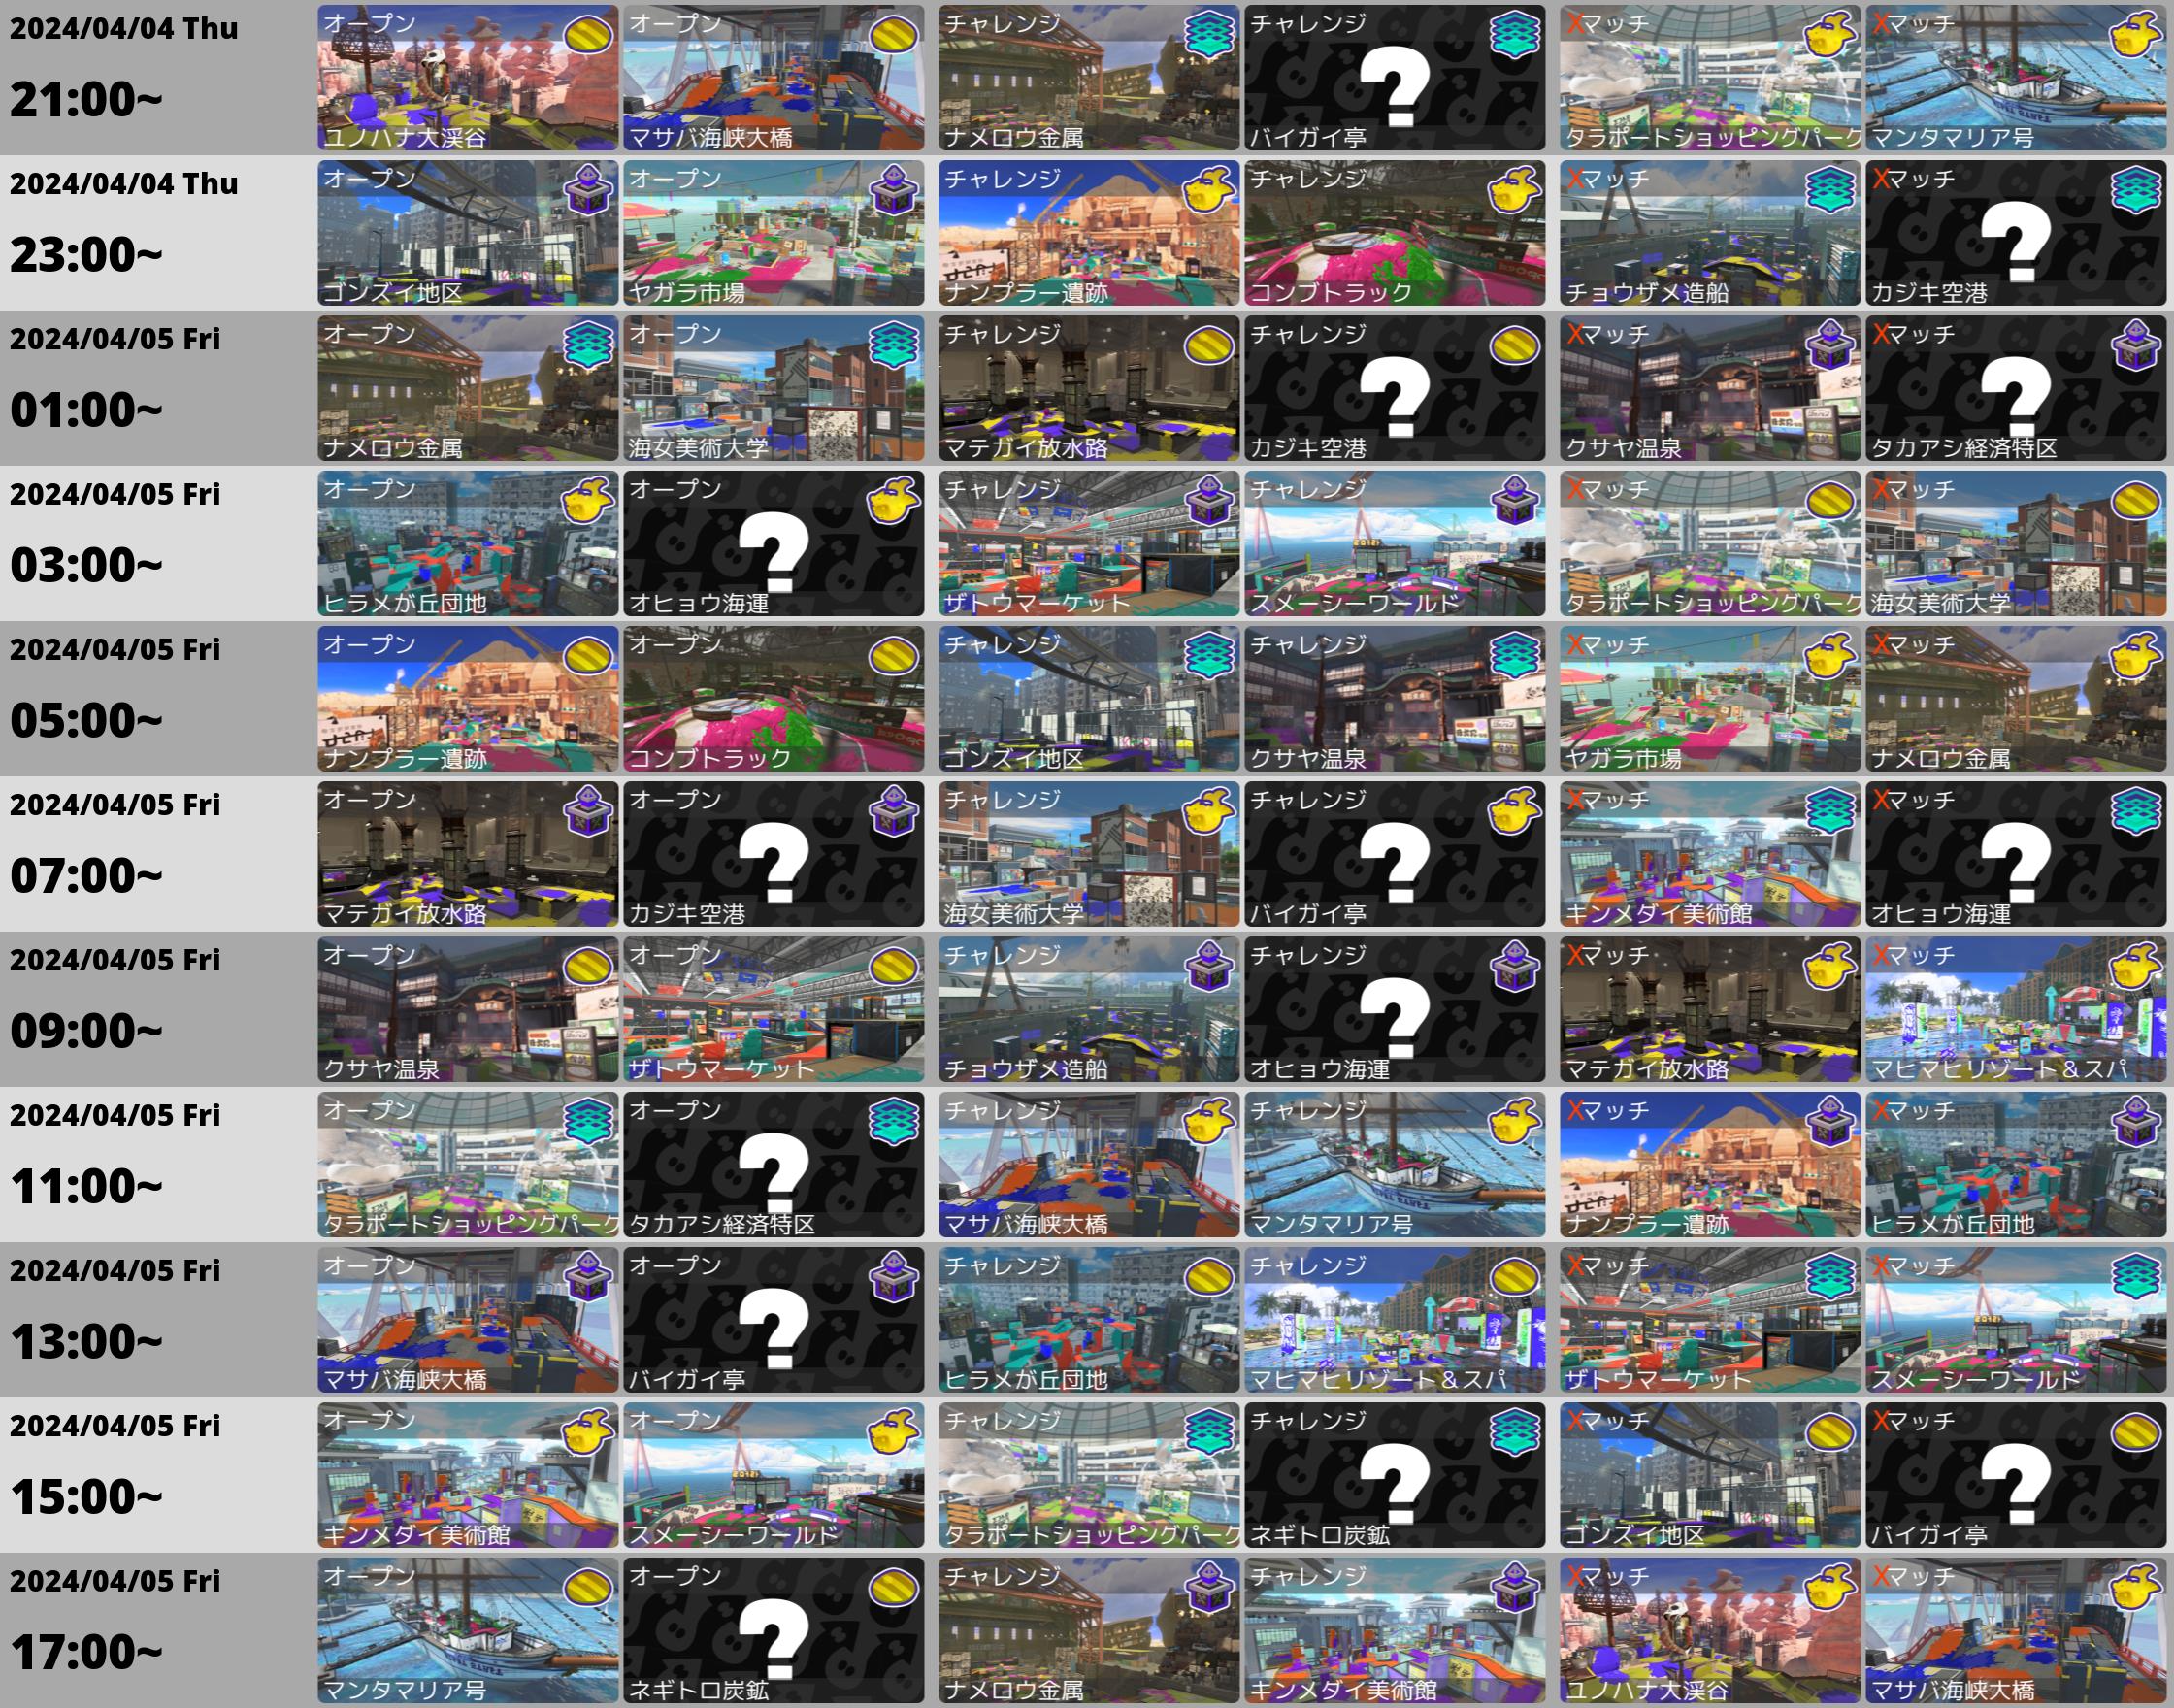 2024/04/04 Thu
21:00~
オープン
ユノハナ大渓谷
オープン
マサバ海峡大橋
チャレンジ
ナメロウ金属
チャレンジ
?
バイガイ亭
Xマッチ
タラポートショッピングパーク
Xマッチ
マンタマリア号
2024/04/04 Thu
23:00~
オープン
ゴンズイ地区
オープン
ヤガラ市場
チャレンジ
ナンプラー遺跡
チャレンジ
コンブトラック
Xマッチ
チョウザメ造船
Xマッチ
?
カジキ空港
2024/04/05 Fri
01:00~
オープン
ナメロウ金属
オープン
海女美術大学
チャレンジ
マテガイ放水路
チャレンジ
?
カジキ空港
Xマッチ
クサヤ温泉
Xマッチ
?
タカアシ経済特区
2024/04/05 Fri
03:00~
オープン
ヒラメが丘団地
オープン
?
オヒョウ海運
チャレンジ
ザトウマーケット
チャレンジ
スメーシーワールド
Xマッチ
タラポートショッピングパーク
Xマッチ
海女美術大学
2024/04/05 Fri
05:00~
オープン
ナンプラー遺跡
オープン
コンブトラック
チャレンジ
ゴンズイ地区
チャレンジ
クサヤ温泉
Xマッチ
ヤガラ市場
Xマッチ
ナメロウ金属
2024/04/05 Fri
07:00~
オープン
マテガイ放水路
オープン
?
カジキ空港
チャレンジ
海女美術大学
チャレンジ
?
バイガイ亭
Xマッチ
キンメダイ美術館
Xマッチ
?
オヒョウ海運
2024/04/05 Fri
09:00~
オープン
クサヤ温泉
オープン
ザトウマーケット
チャレンジ
チョウザメ造船
チャレンジ
?
オヒョウ海運
Xマッチ
マテガイ放水路
Xマッチ
マヒマヒリゾート&スパ
2024/04/05 Fri
11:00~
オープン
タラポートショッピングパーク
オープン
?
タカアシ経済特区
チャレンジ
マサバ海峡大橋
チャレンジ
マンタマリア号
Xマッチ
ナンプラー遺跡
Xマッチ
ヒラメが丘団地
2024/04/05 Fri
13:00~
オープン
マサバ海峡大橋
オープン
?
バイガイ亭
チャレンジ
ヒラメが丘団地
チャレンジ
マヒマヒリゾート&スパ
Xマッチ
ザトウマーケット
Xマッチ
スメーシーワールド
2024/04/05 Fri
15:00~
オープン
キンメダイ美術館
オープン
スメーシーワールド
チャレンジ
タラポートショッピングパーク
チャレンジ
?
ネギトロ炭鉱
Xマッチ
ゴンズイ地区
Xマッチ
?
バイガイ亭
2024/04/05 Fri
17:00~
オープン
マンタマリア号
オープン
?
ネギトロ炭鉱
チャレンジ
ナメロウ金属
チャレンジ
キンメダイ美術館
Xマッチ
ユノハナ大渓谷
Xマッチ
マサバ海峡大橋